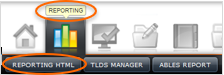 REPORTING
REPORTING HTML TLDS MANAGER ABLES REPORT